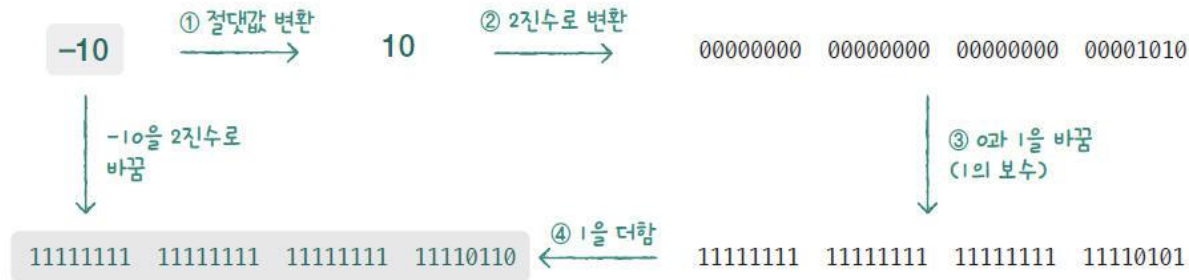 -10
① 절댓값 변환
10
② 2진수로 변환
00000000 00000000 00000000 00001010
-10을 2진수로
바꿈
③ 0과 1을 바꿈
(1의 보수)
11111111 11111111 11111111 11110110
④ 1을 더함
11111111 11111111 11111111 11110101